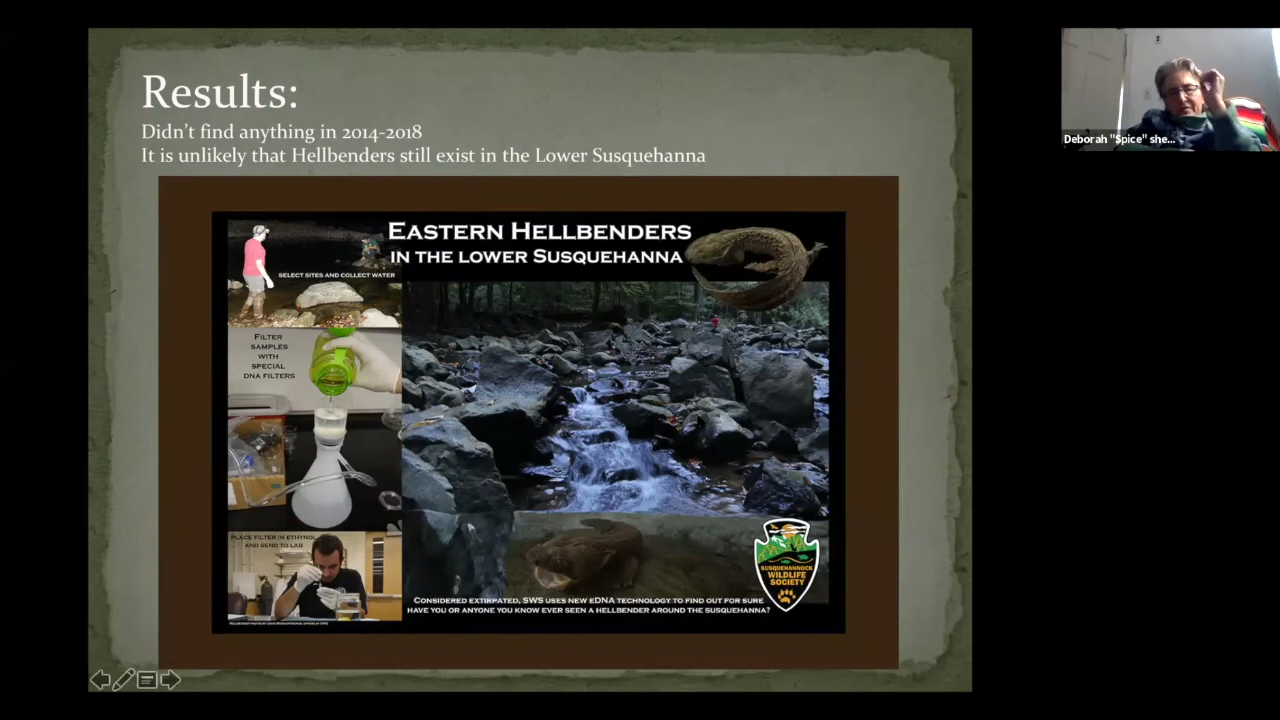 Results:
Didn't find anything in 2014-2018
It is unlikely that Hellbenders still exist in the Lower Susquehanna
EASTERN HELLBENDERS
IN THE LOWER SUSQUEHANNA
SELECT SITES AND COLLECT WATER
FILTER
SAMPLES
WITH
SPECIAL
DNA FILTERS
PLACE FILTER IN ETHYNOL
AND SEND TO LAB
SUSQUEHANNOCK
WILDLIFE
SOCIETY
CONSIDERED EXTIRPATED, SWS USES NEW eDNA TECHNOLOGY TO FIND OUT FOR SURE
HAVE YOU OR ANYONE YOU KNOW EVER SEEN A HELLBENDER AROUND THE SUSQUEHANNA?
Deborah "Spice" she...